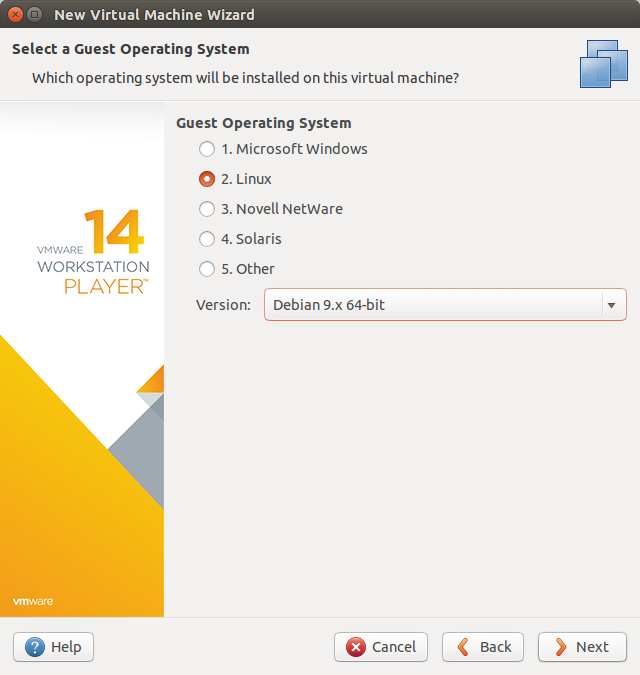 New Virtual Machine Wizard
Select a Guest Operating System
Which operating system will be installed on this virtual machine?
VMWARE 14
WORKSTATION
PLAYER™
vmware
Guest Operating System
1. Microsoft Windows
2. Linux
3. Novell NetWare
4. Solaris
5. Other
Version: Debian 9.x 64-bit
Help Cancel Back Next